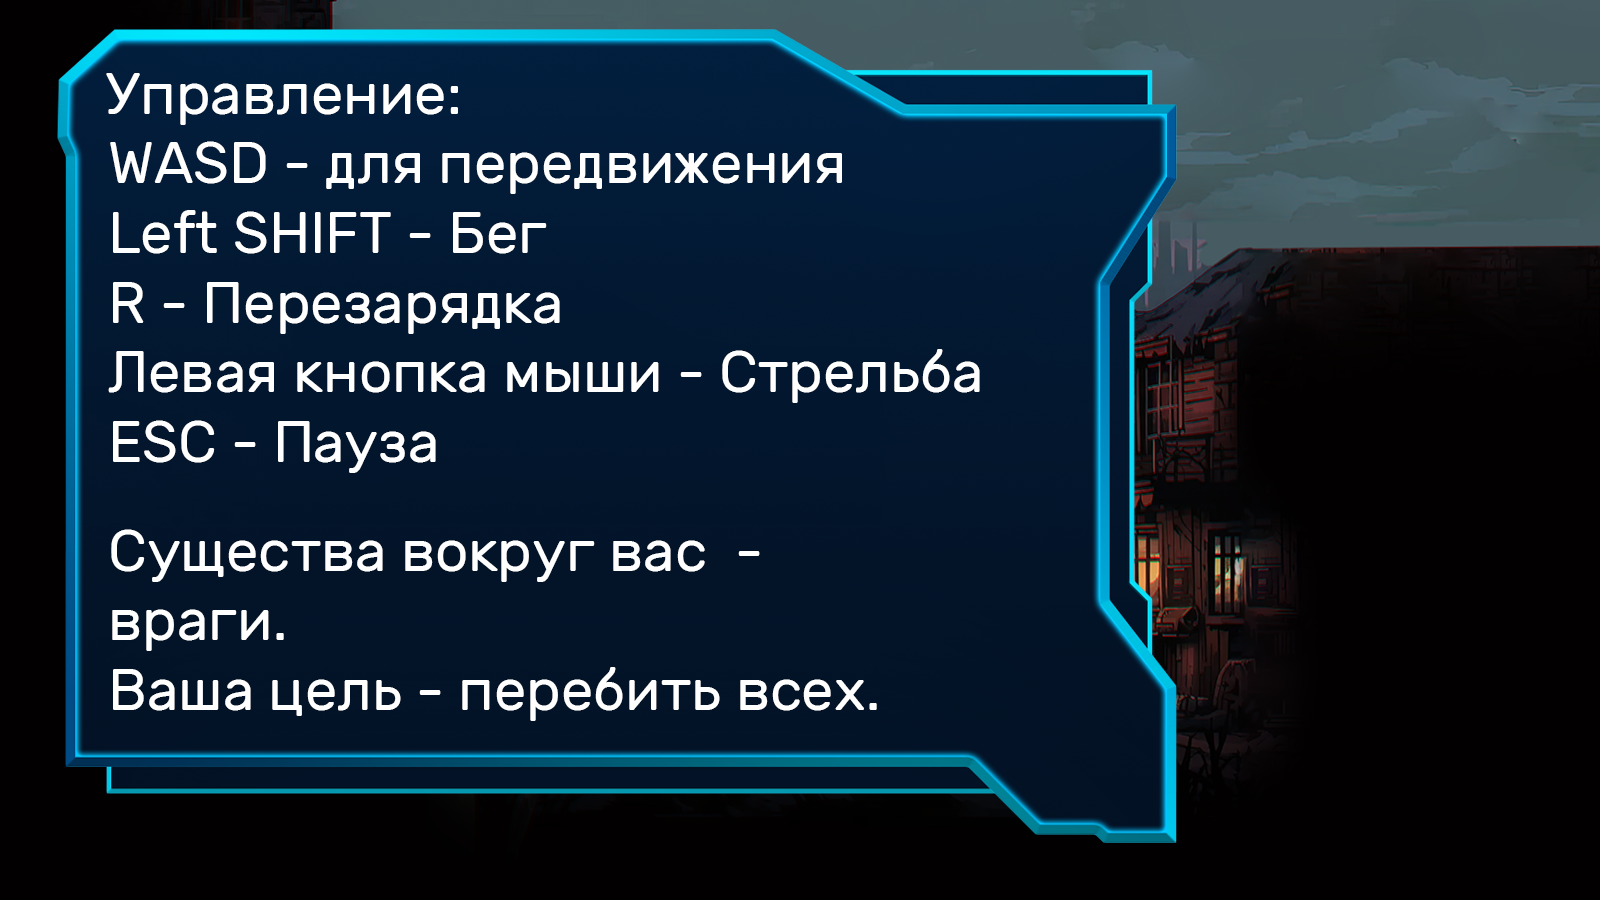 Управление:
WASD - для передвижения
Left SHIFT - Бег
R - Перезарядка
Левая кнопка мыши - Стрельба
ESC - Пауза
Существа вокруг вас  -
враги.
Ваша цель - перебить всех.